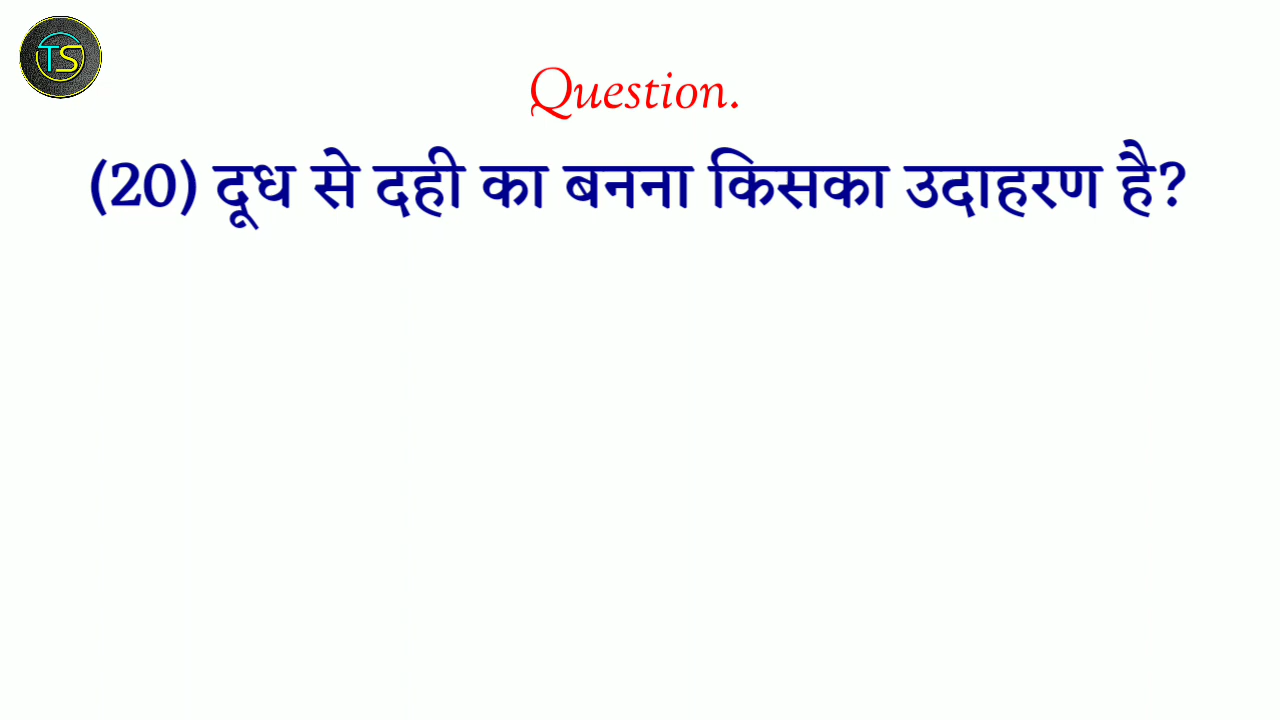 TS
Question.
(20) दूध से दही का बनना किसका उदाहरण है?